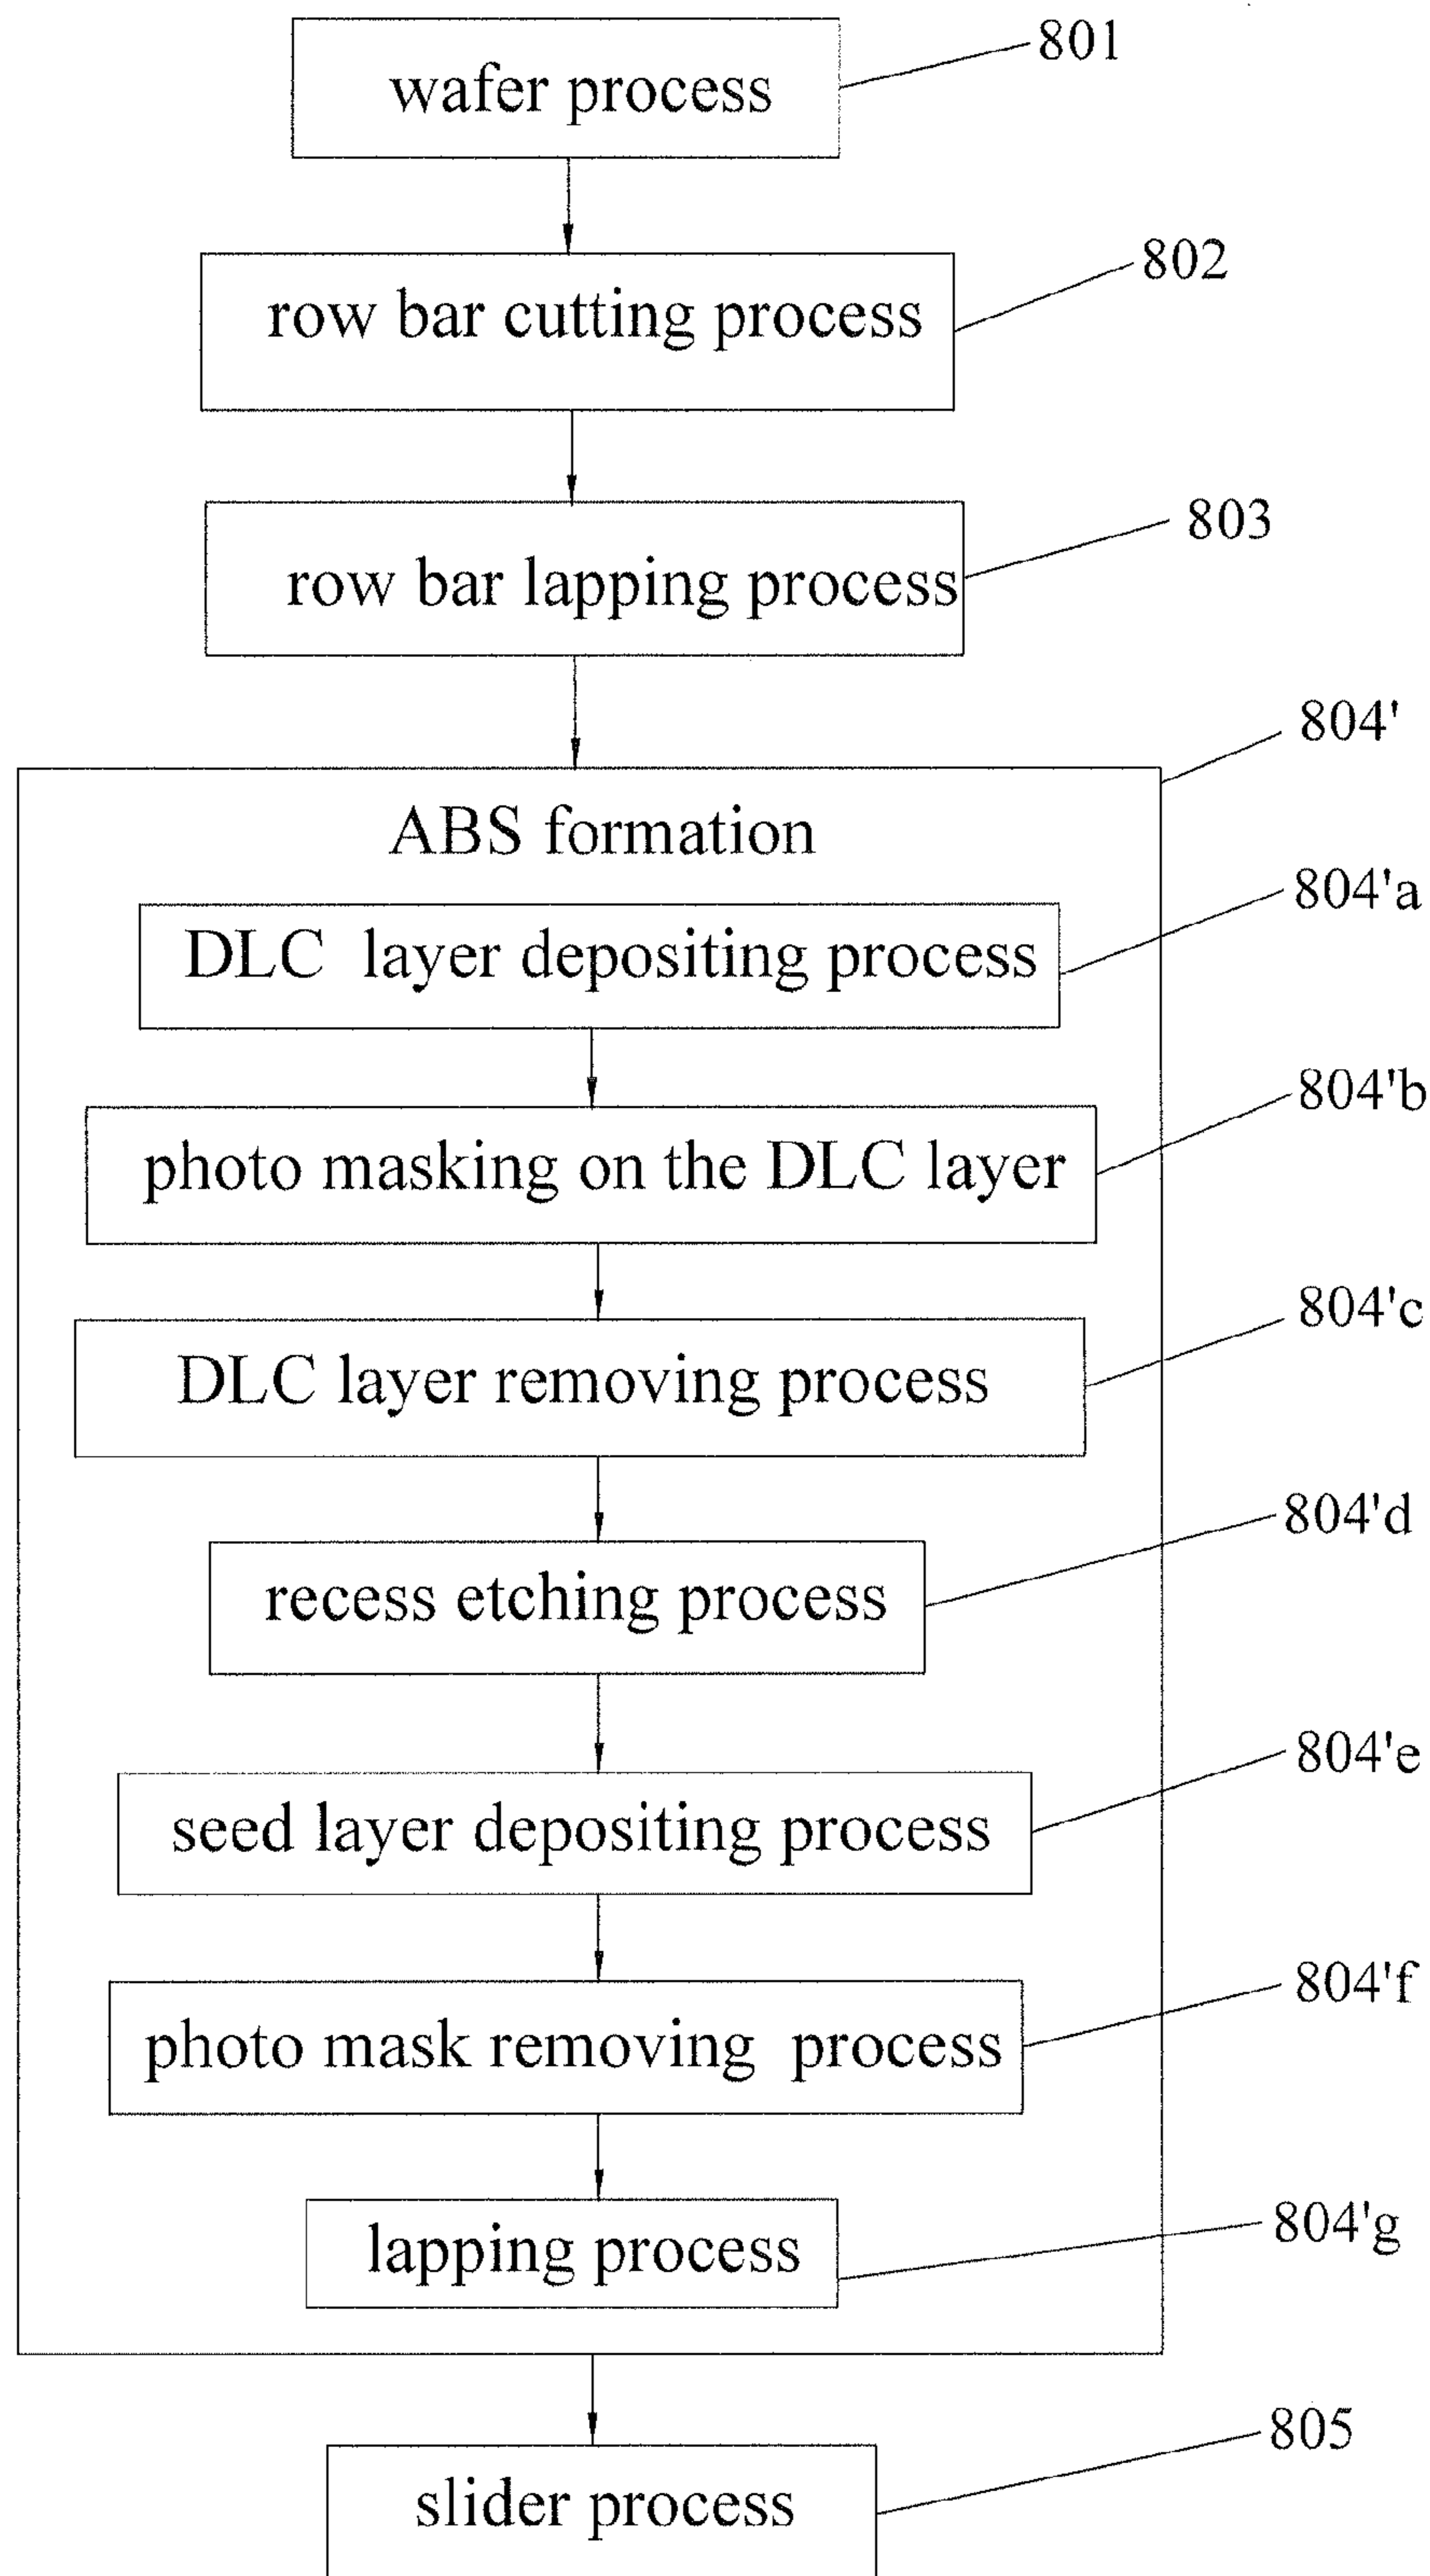 801
wafer process
802
row bar cutting process
803
row bar lapping process
804'
ABS formation
804'a
DLC layer depositing process
804'b
photo masking on the DLC layer
804'c
DLC layer removing process
804'd
recess etching process
804'e
seed layer depositing process
804'f
photo mask removing process
804'g
lapping process
805
slider process